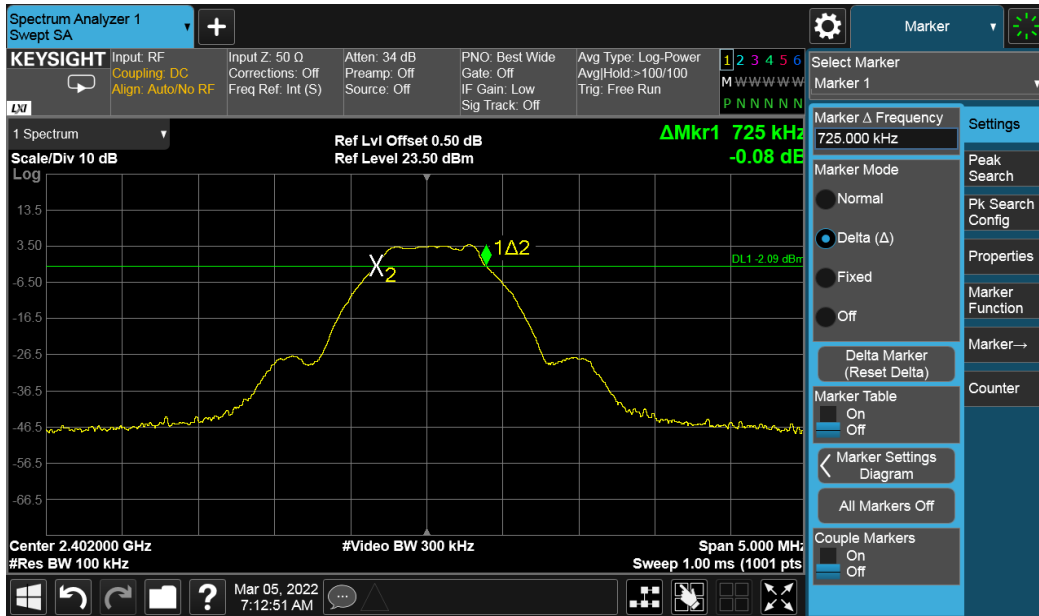 Spectrum Analyzer 1
Swept SA
+
Marker
KEYSIGHT
LXI
Input: RF
Coupling: DC
Align: Auto/No RF
Input Z: 50 Ω
Corrections: Off
Freq Ref: Int (S)
Atten: 34 dB
Preamp: Off
Source: Off
PNO: Best Wide
Gate: Off
IF Gain: Low
Sig Track: Off
Avg Type: Log-Power
Avg|Hold:>100/100
Trig: Free Run
1 2 3 4 5 6
M W W W W W
P N N N N N
Select Marker
Marker 1
1 Spectrum
Scale/Div 10 dB
Log
Ref Lvl Offset 0.50 dB
Ref Level 23.50 dBm
ΔMkr1 725 kHz
-0.08 dB
13.5
3.50
-6.50
-16.5
-26.5
-36.5
-46.5
-56.5
-66.5
2
1Δ2
DL1 -2.09 dBm
Center 2.402000 GHz
#Res BW 100 kHz
#Video BW 300 kHz
Span 5.000 MHz
Sweep 1.00 ms (1001 pts
Marker Δ Frequency
725.000 kHz
Marker Mode
Normal
Delta (Δ)
Fixed
Off
Delta Marker
(Reset Delta)
Marker Table
On
Off
Marker Settings
Diagram
All Markers Off
Couple Markers
On
Off
Settings
Peak
Search
Pk Search
Config
Properties
Marker
Function
Marker→
Counter
?
Mar 05, 2022
7:12:51 AM